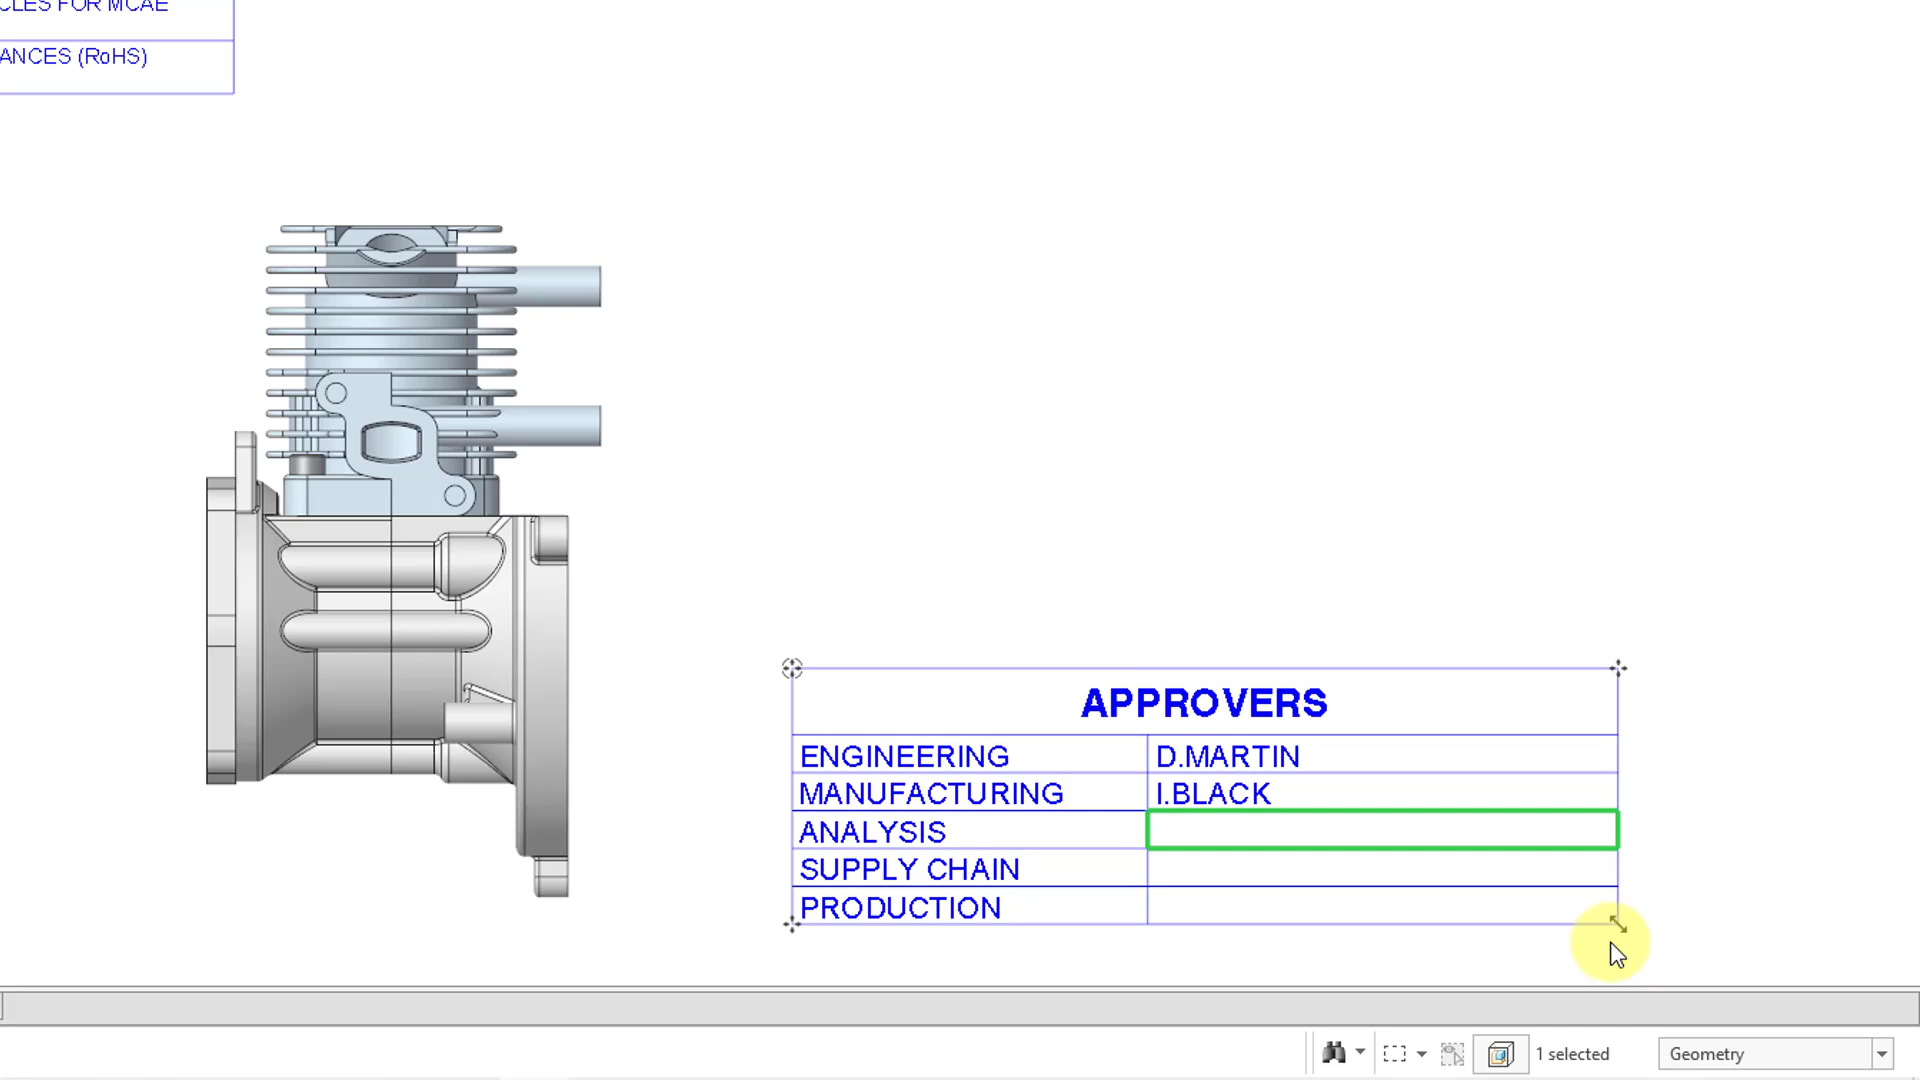 CLES FOR MCAE
ANCES (RoHS)
APPROVERS
ENGINEERING D.MARTIN
MANUFACTURING I.BLACK
ANALYSIS
SUPPLY CHAIN
PRODUCTION
1 selected Geometry